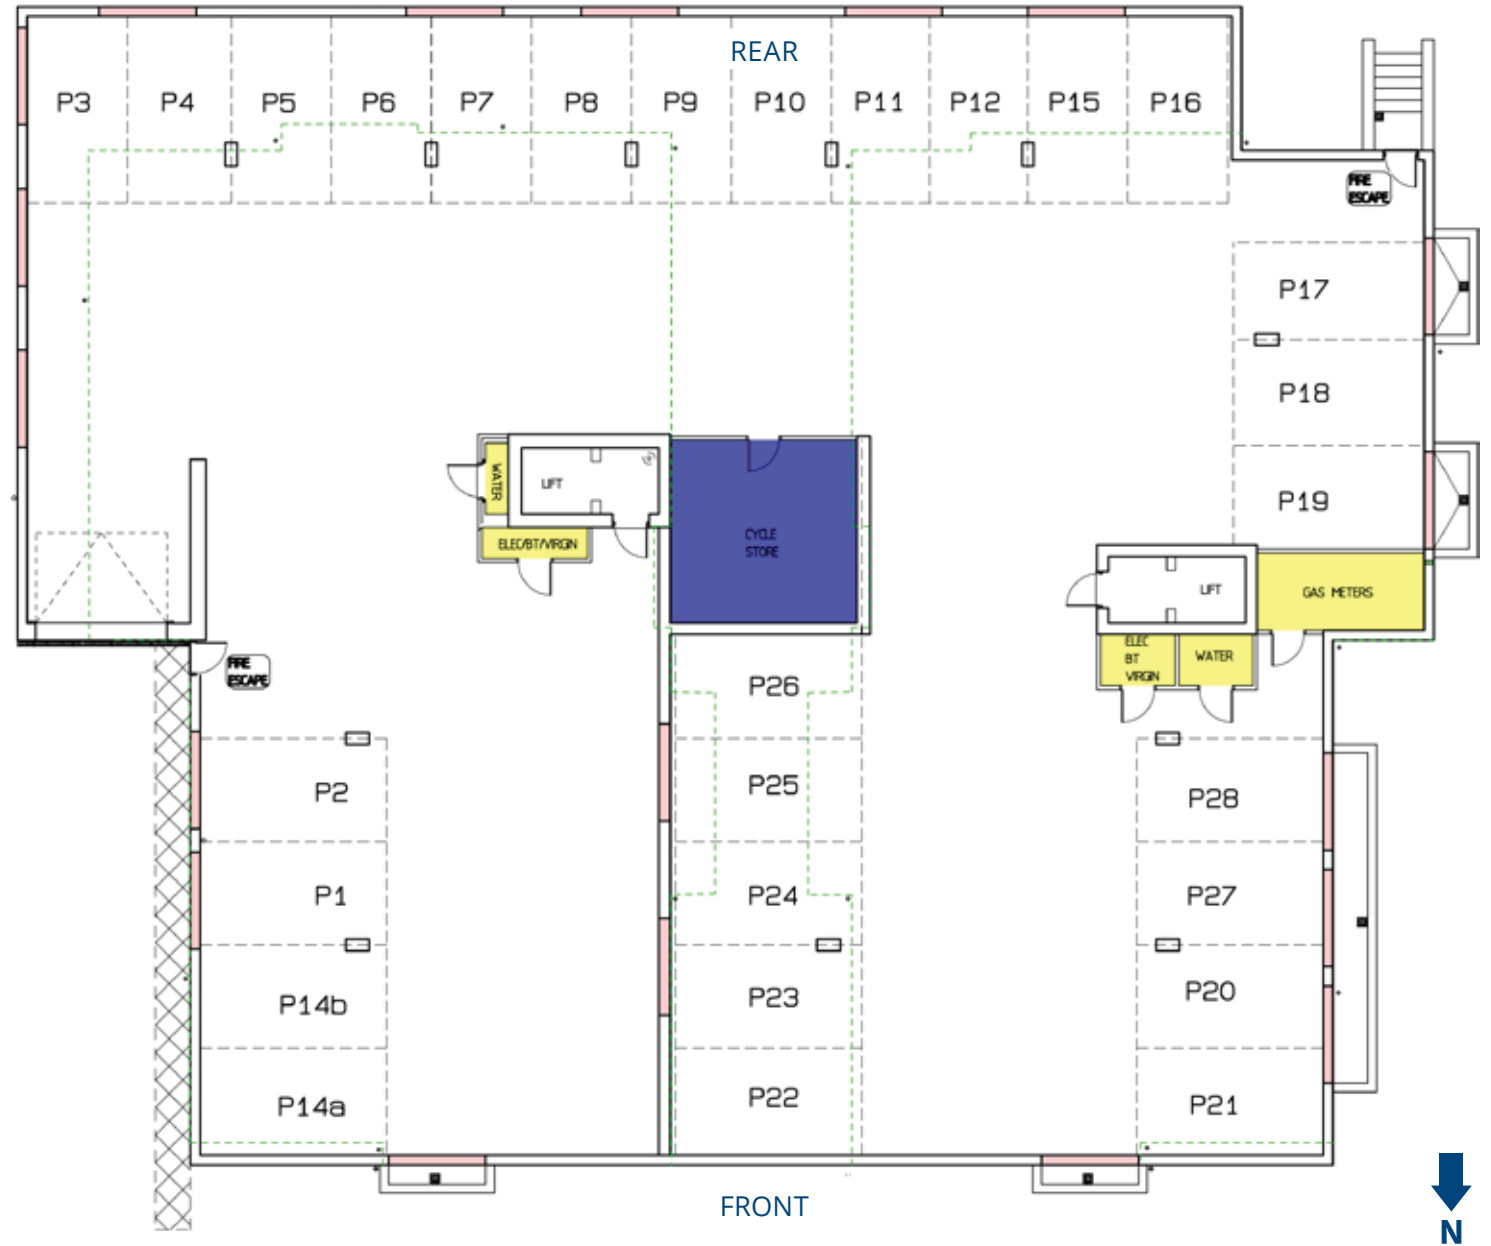 REAR
P3 P4 P5 P6 P7 P8 P9 P10 P11 P12 P15 P16
FIRE
ESCAPE
P17
P18
P19
WATER
LIFT
ELEC/BT/VIRGIN
CYCLE
STORE
LIFT
GAS METERS
ELEC
BT
VIRGIN
WATER
FIRE
ESCAPE
P26
P2
P25
P28
P1
P24
P27
P14b
P23
P20
P14a
P22
P21
FRONT
N